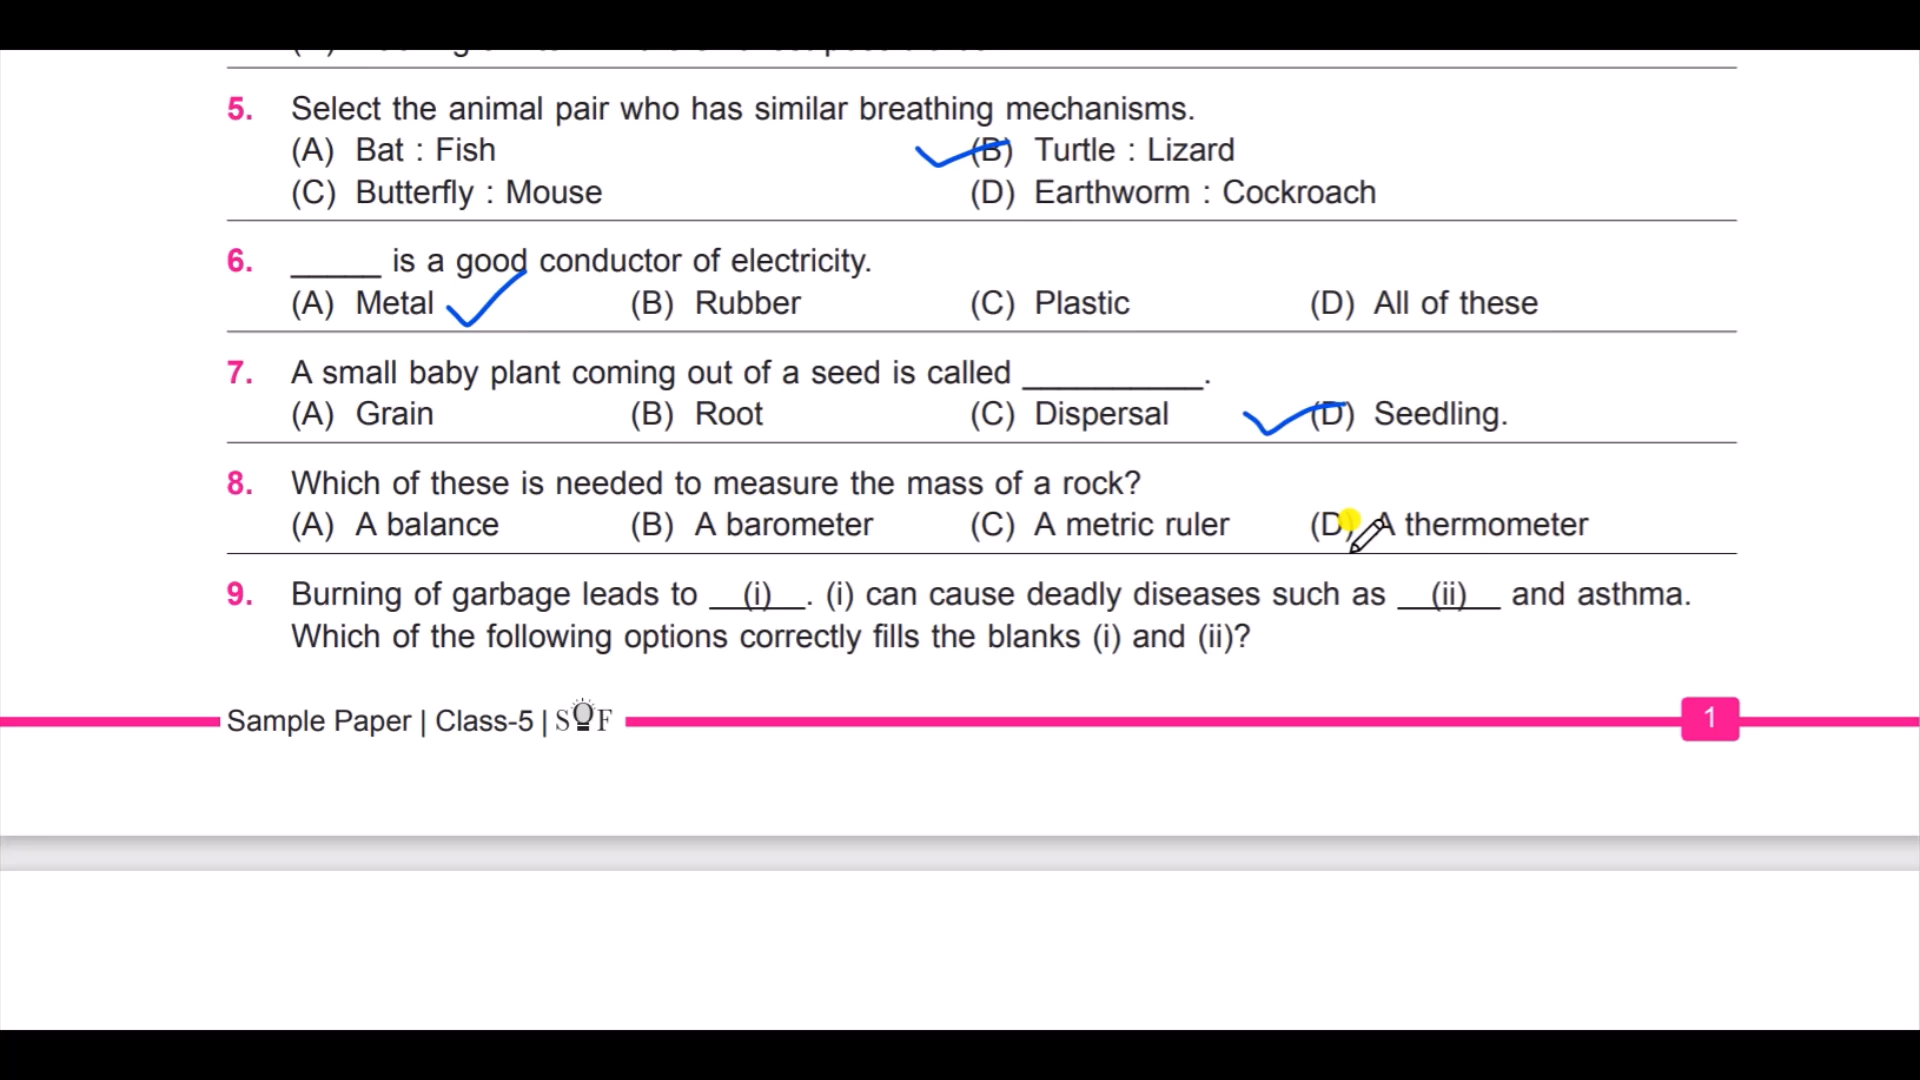 5. Select the animal pair who has similar breathing mechanisms.
(A) Bat : Fish (B) Turtle : Lizard
(C) Butterfly : Mouse (D) Earthworm : Cockroach
6. _____ is a good conductor of electricity.
(A) Metal (B) Rubber (C) Plastic (D) All of these
7. A small baby plant coming out of a seed is called __________.
(A) Grain (B) Root (C) Dispersal (D) Seedling.
8. Which of these is needed to measure the mass of a rock?
(A) A balance (B) A barometer (C) A metric ruler (D) A thermometer
9. Burning of garbage leads to __(i)__. (i) can cause deadly diseases such as __(ii)__ and asthma.
Which of the following options correctly fills the blanks (i) and (ii)?
Sample Paper | Class-5 | SOF 1